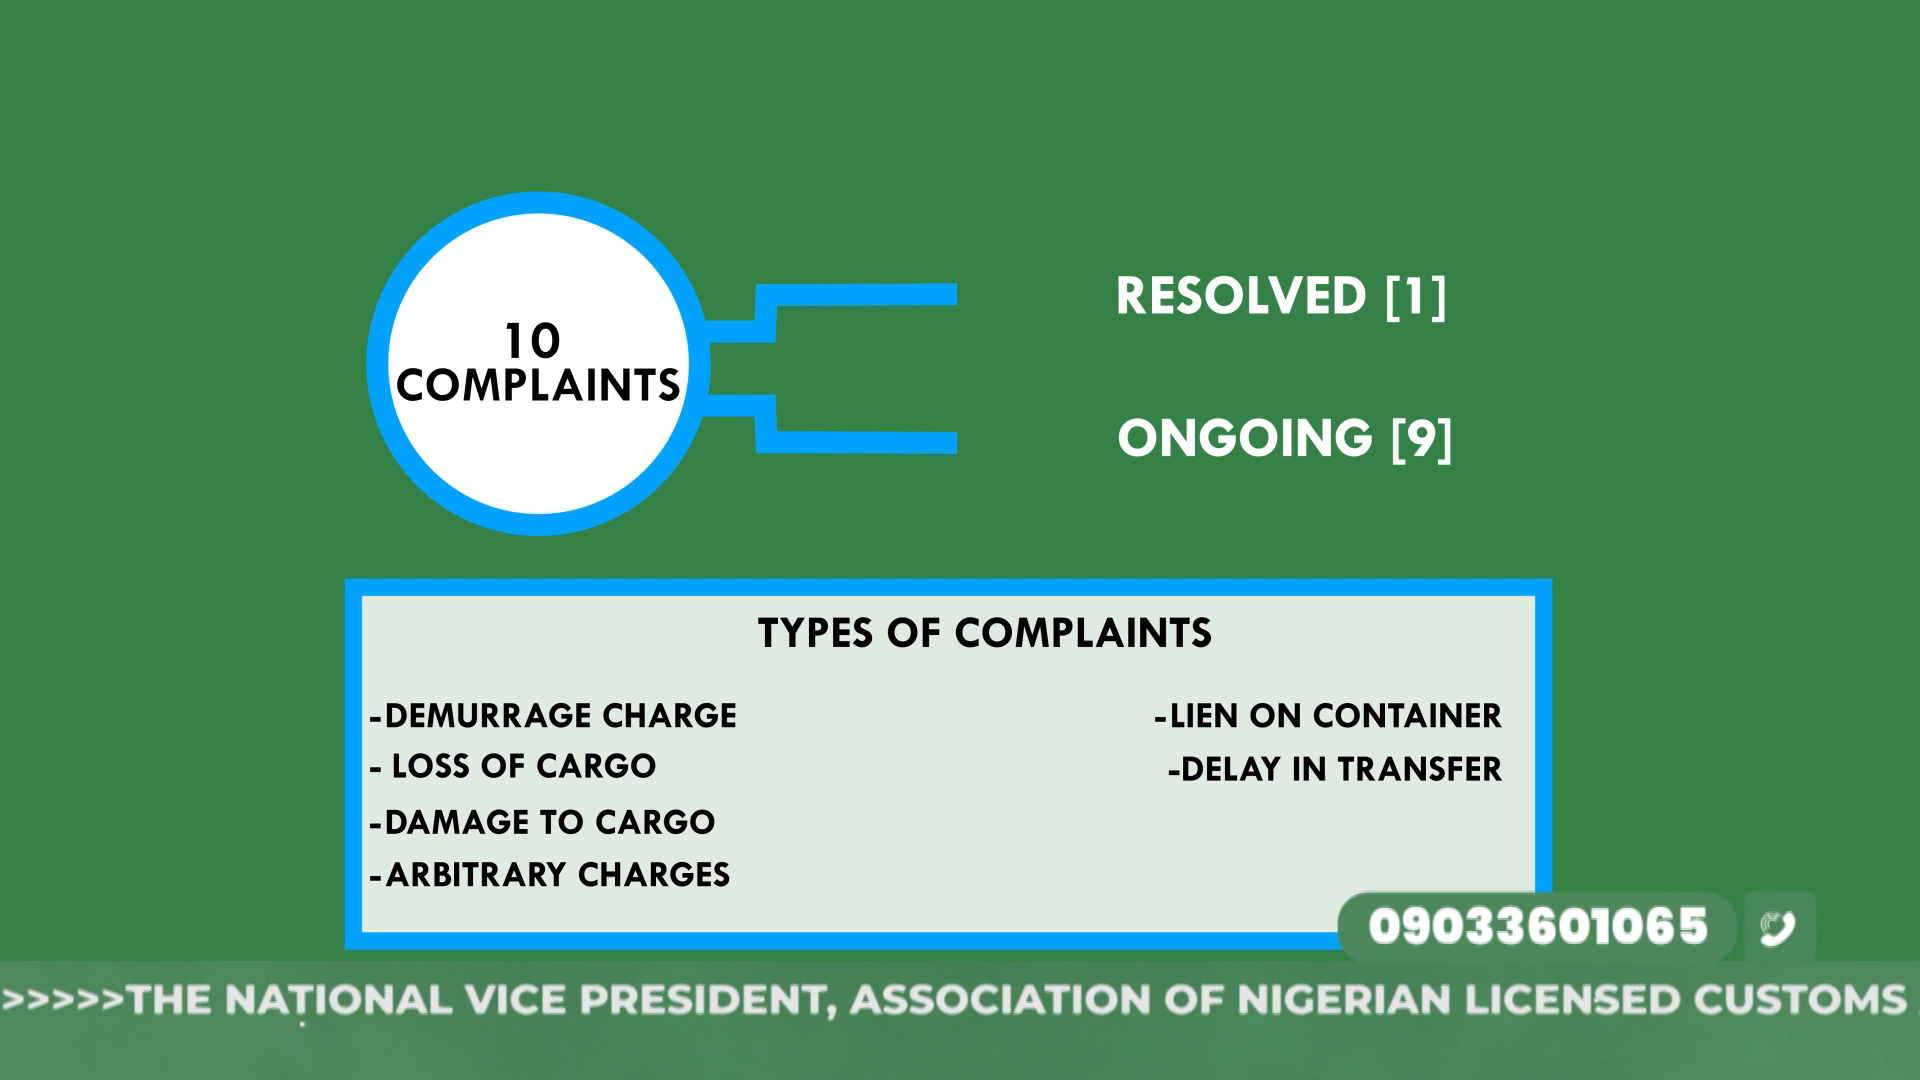 10
COMPLAINTS
RESOLVED [1]
ONGOING [9]
TYPES OF COMPLAINTS
-DEMURRAGE CHARGE
- LOSS OF CARGO
-DAMAGE TO CARGO
-ARBITRARY CHARGES
-LIEN ON CONTAINER
-DELAY IN TRANSFER
09033601065
>>>>>THE NATIONAL VICE PRESIDENT, ASSOCIATION OF NIGERIAN LICENSED CUSTOMS